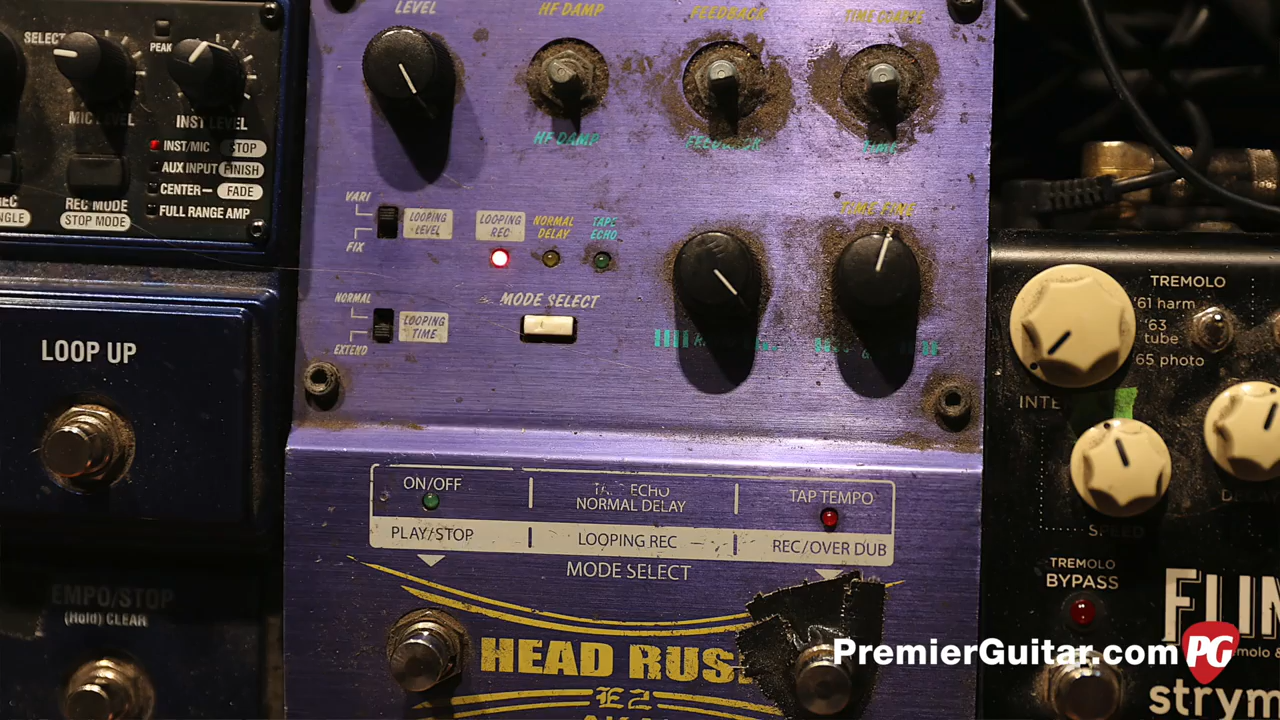 SELECT
PEAK
MIC LEVEL
INST LEVEL
INST/MIC STOP
AUX INPUT FINISH
CENTER FADE
FULL RANGE AMP
REC MODE
STOP MODE
LOOP UP
EMPO/STOP
(Hold) CLEAR
LEVEL
HF DAMP
FEEDBACK
TIME COARSE
HF DAMP
FEEDBACK
TIME
VARI
FIX
LOOPING
LEVEL
LOOPING
REC
NORMAL
DELAY
TAPE
ECHO
TIME FINE
NORMAL
EXTEND
LOOPING
TIME
MODE SELECT
ON/OFF
TAPE ECHO
NORMAL DELAY
TAP TEMPO
PLAY/STOP
LOOPING REC
REC/OVER DUB
MODE SELECT
HEAD RUS
E2
TREMOLO
'61 harm
'63
tube
'65 photo
INTE
SPEED
TREMOLO
BYPASS
FLIN
molo &
strym
PremierGuitar.com PG